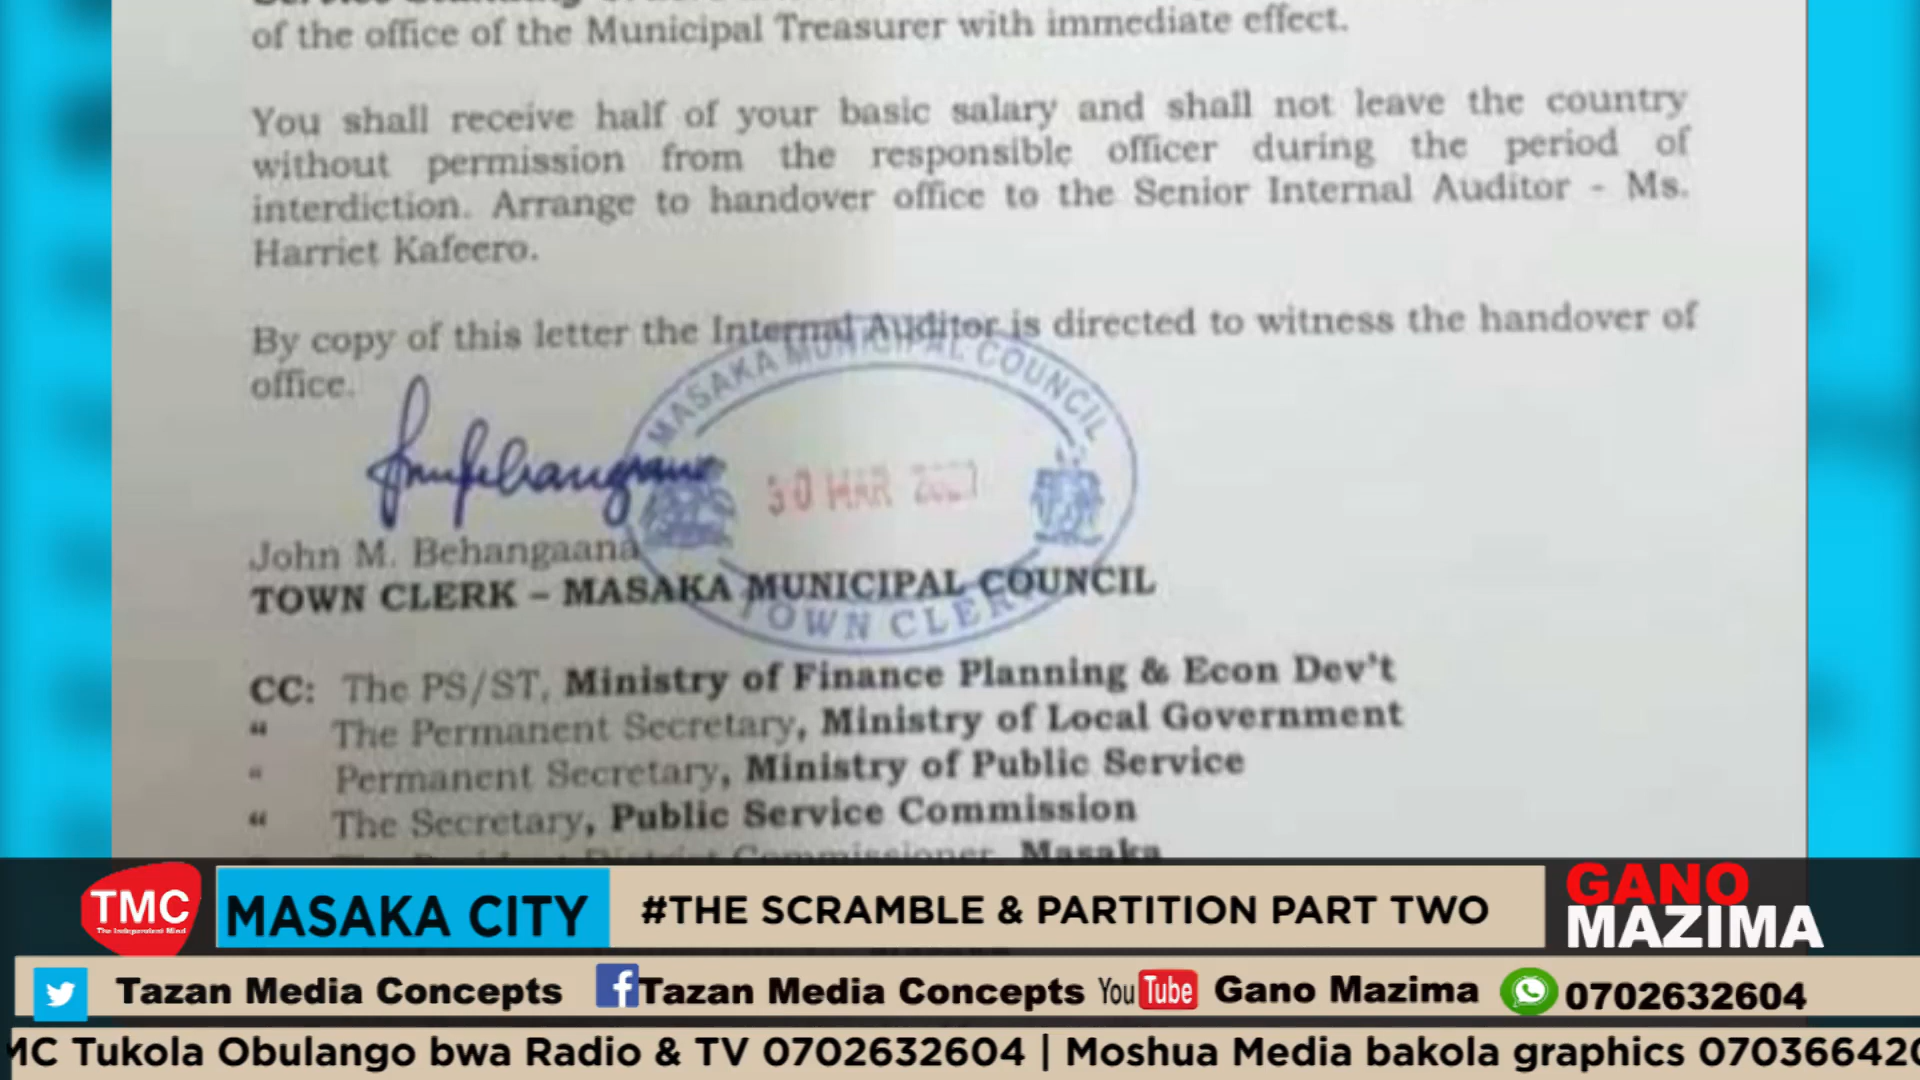 of the office of the Municipal Treasurer with immediate effect.
You shall receive half of your basic salary and shall not leave the country
without permission from the responsible officer during the period of
interdiction. Arrange to handover office to the Senior Internal Auditor - Ms.
Harriet Kafeero.
By copy of this letter the Internal Auditor is directed to witness the handover of
office.
MASAKA MUNICIPAL COUNCIL
30 MAR
John M. Behangaana
TOWN CLERK – MASAKA MUNICIPAL COUNCIL
TOWN CLERK
CC: The PS/ST, Ministry of Finance Planning & Econ Dev't
“ The Permanent Secretary, Ministry of Local Government
“ Permanent Secretary, Ministry of Public Service
“ The Secretary, Public Service Commission
Commissioner, Masaka
TMC
The Independent Mind
MASAKA CITY
#THE SCRAMBLE & PARTITION PART TWO
GANO
MAZIMA
Tazan Media Concepts
Tazan Media Concepts
YouTube Gano Mazima
0702632604
MC Tukola Obulango bwa Radio & TV 0702632604 | Moshua Media bakola graphics 070366420